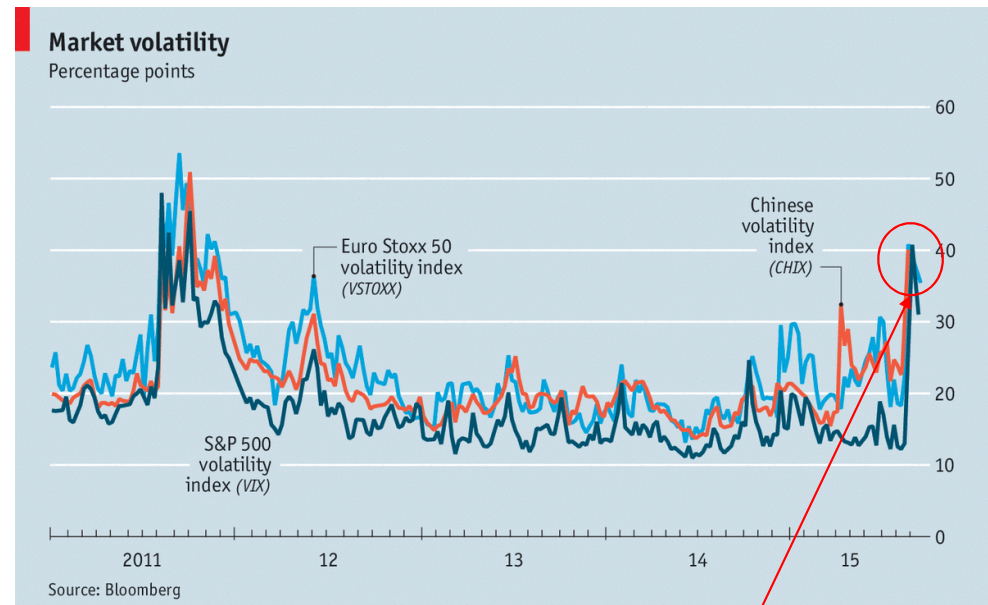 Market volatility
Percentage points
60
50
40
30
20
10
0
Euro Stoxx 50
volatility index
(VSTOXX)
Chinese
volatility
index
(CHIX)
S&P 500
volatility
index (VIX)
2011
12
13
14
15
Source: Bloomberg